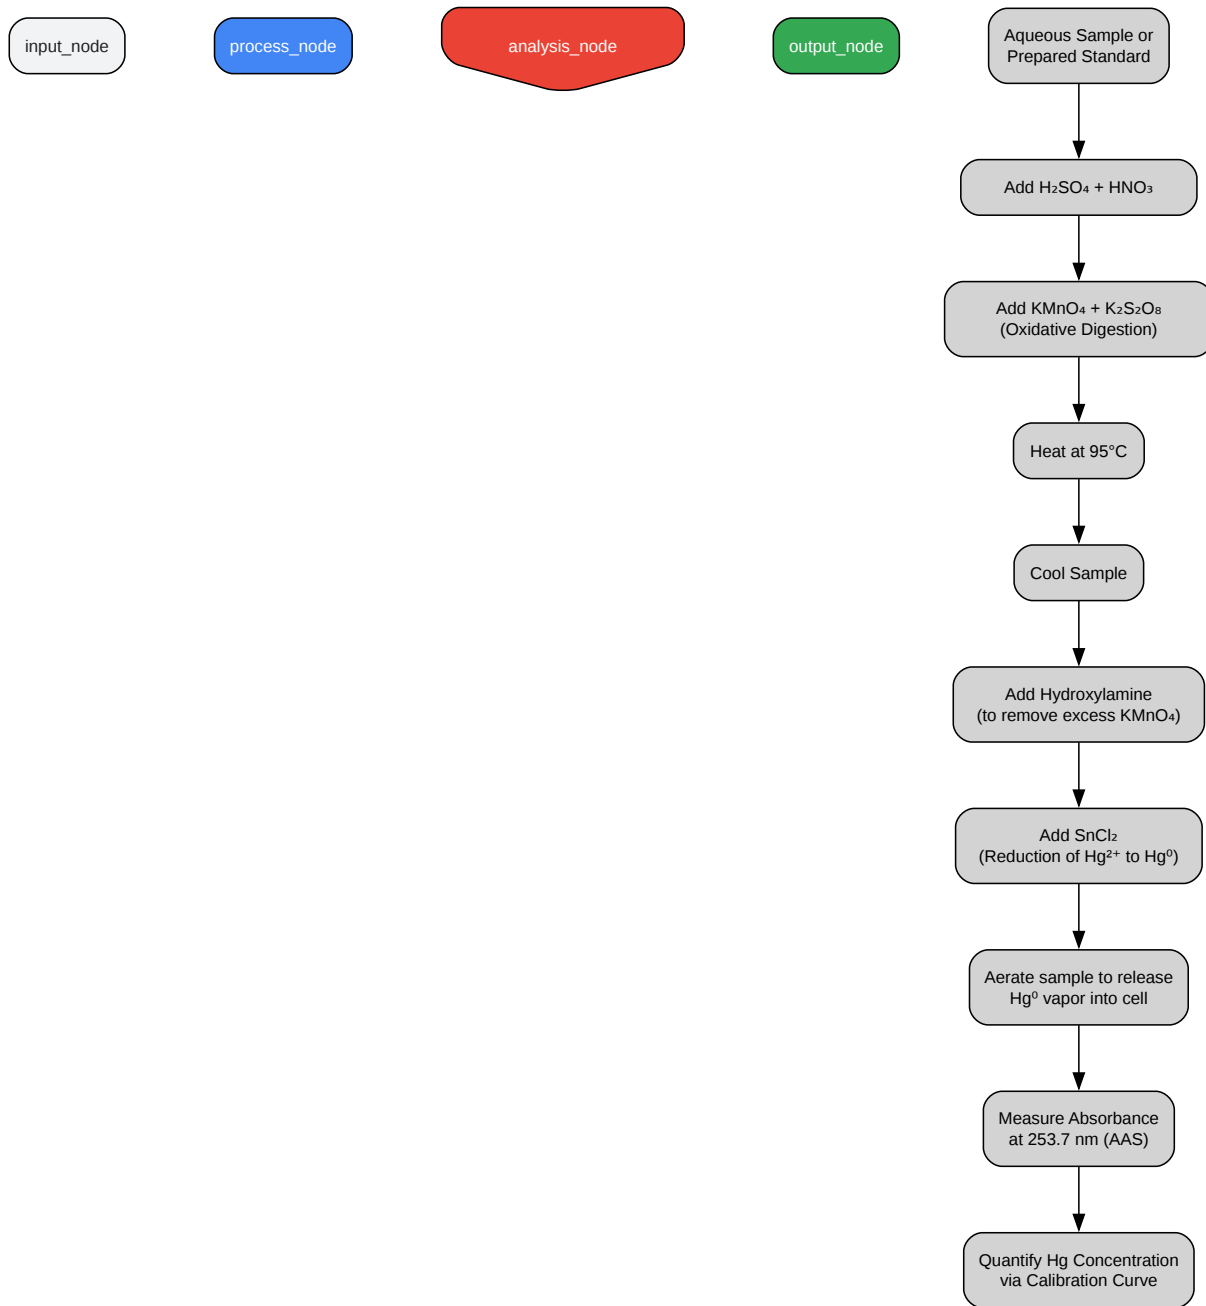 input_node
process_node
analysis_node
output_node
Aqueous Sample or
Prepared Standard
Add H₂SO₄ + HNO₃
Add KMnO₄ + K₂S₂O₈
(Oxidative Digestion)
Heat at 95°C
Cool Sample
Add Hydroxylamine
(to remove excess KMnO₄)
Add SnCl₂
(Reduction of Hg²⁺ to Hg⁰)
Aerate sample to release
Hg⁰ vapor into cell
Measure Absorbance
at 253.7 nm (AAS)
Quantify Hg Concentration
via Calibration Curve